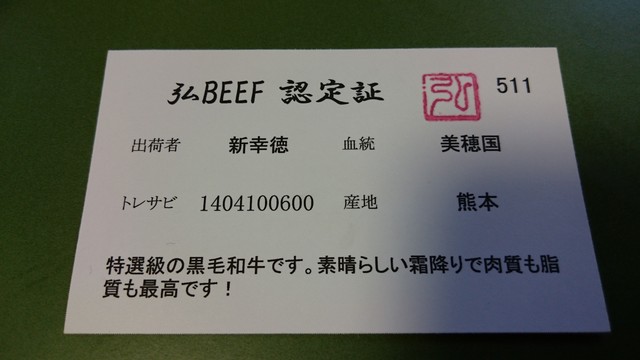 弘BEEF 認定証 弘 511
出荷者 新幸徳 血統 美穂国
トレサビ 1404100600 産地 熊本
特選級の黒毛和牛です。素晴らしい霜降りで肉質も脂
質も最高です！